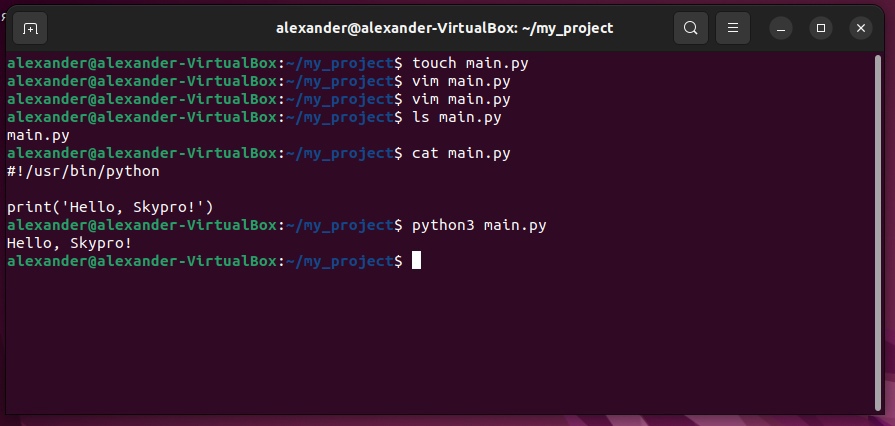 alexander@alexander-VirtualBox: ~/my_project
alexander@alexander-VirtualBox:~/my_project$ touch main.py
alexander@alexander-VirtualBox:~/my_project$ vim main.py
alexander@alexander-VirtualBox:~/my_project$ vim main.py
alexander@alexander-VirtualBox:~/my_project$ ls main.py
main.py
alexander@alexander-VirtualBox:~/my_project$ cat main.py
#!/usr/bin/python
print('Hello, Skypro!')
alexander@alexander-VirtualBox:~/my_project$ python3 main.py
Hello, Skypro!
alexander@alexander-VirtualBox:~/my_project$